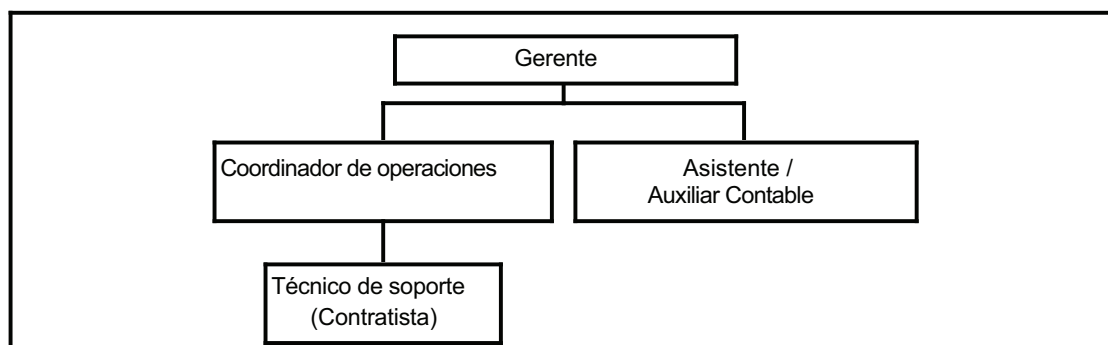 Gerente
Coordinador de operaciones
Asistente /
Auxiliar Contable
Técnico de soporte
(Contratista)